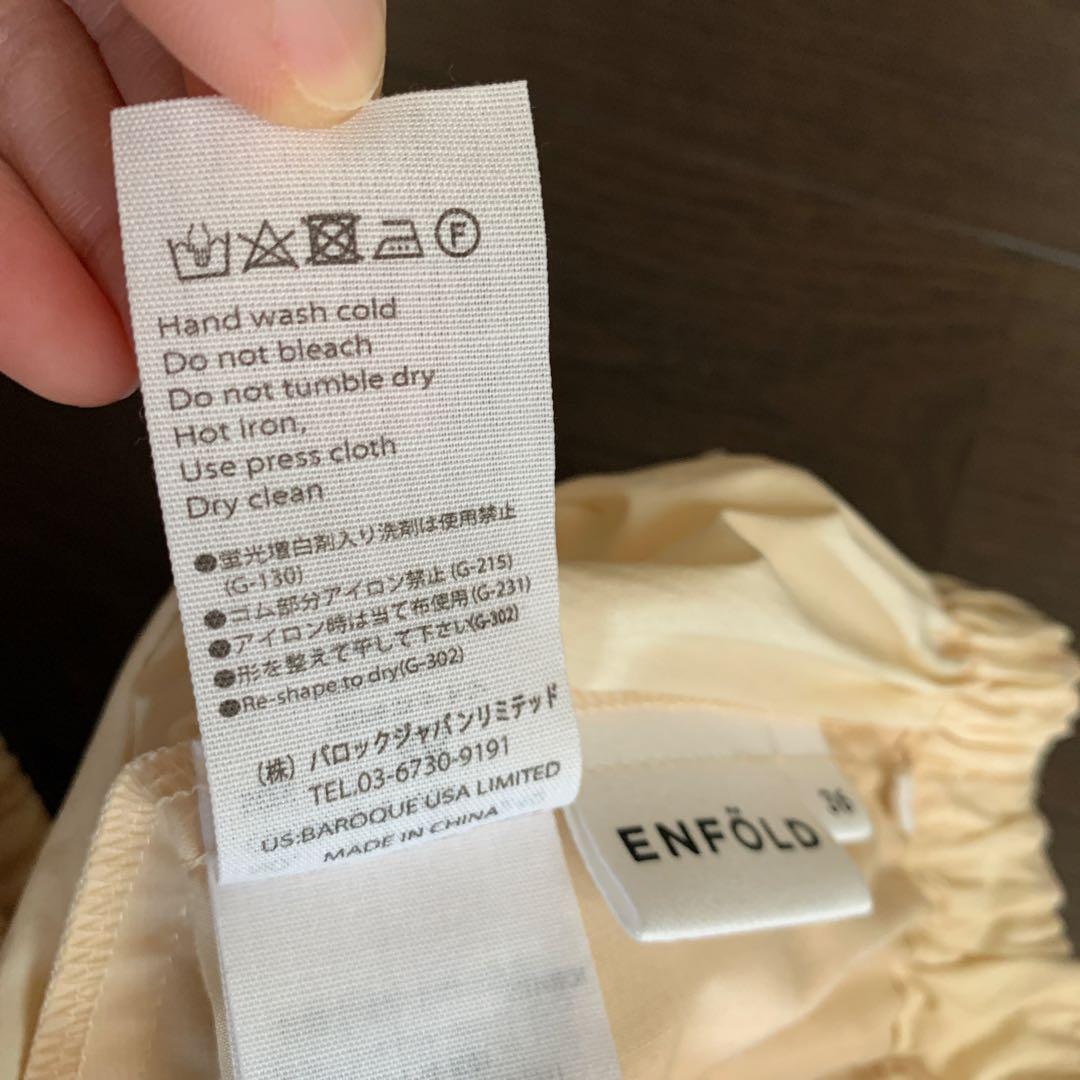 F
Hand wash cold
Do not bleach
Do not tumble dry
Hot iron,
Use press cloth
Dry clean
●蛍光増白剤入り洗剤は使用禁止
(G-130)
●ゴム部分アイロン禁止 (G-215)
●アイロン時は当て布使用(G-231)
●形を整えて干して下さい(G-302)
●Re-shape to dry(G-302)
(株) バロックジャパンリミテッド
TEL.03-6730-9191
US:BAROQUE USA LIMITED
MADE IN CHINA
ENFÖLD
36